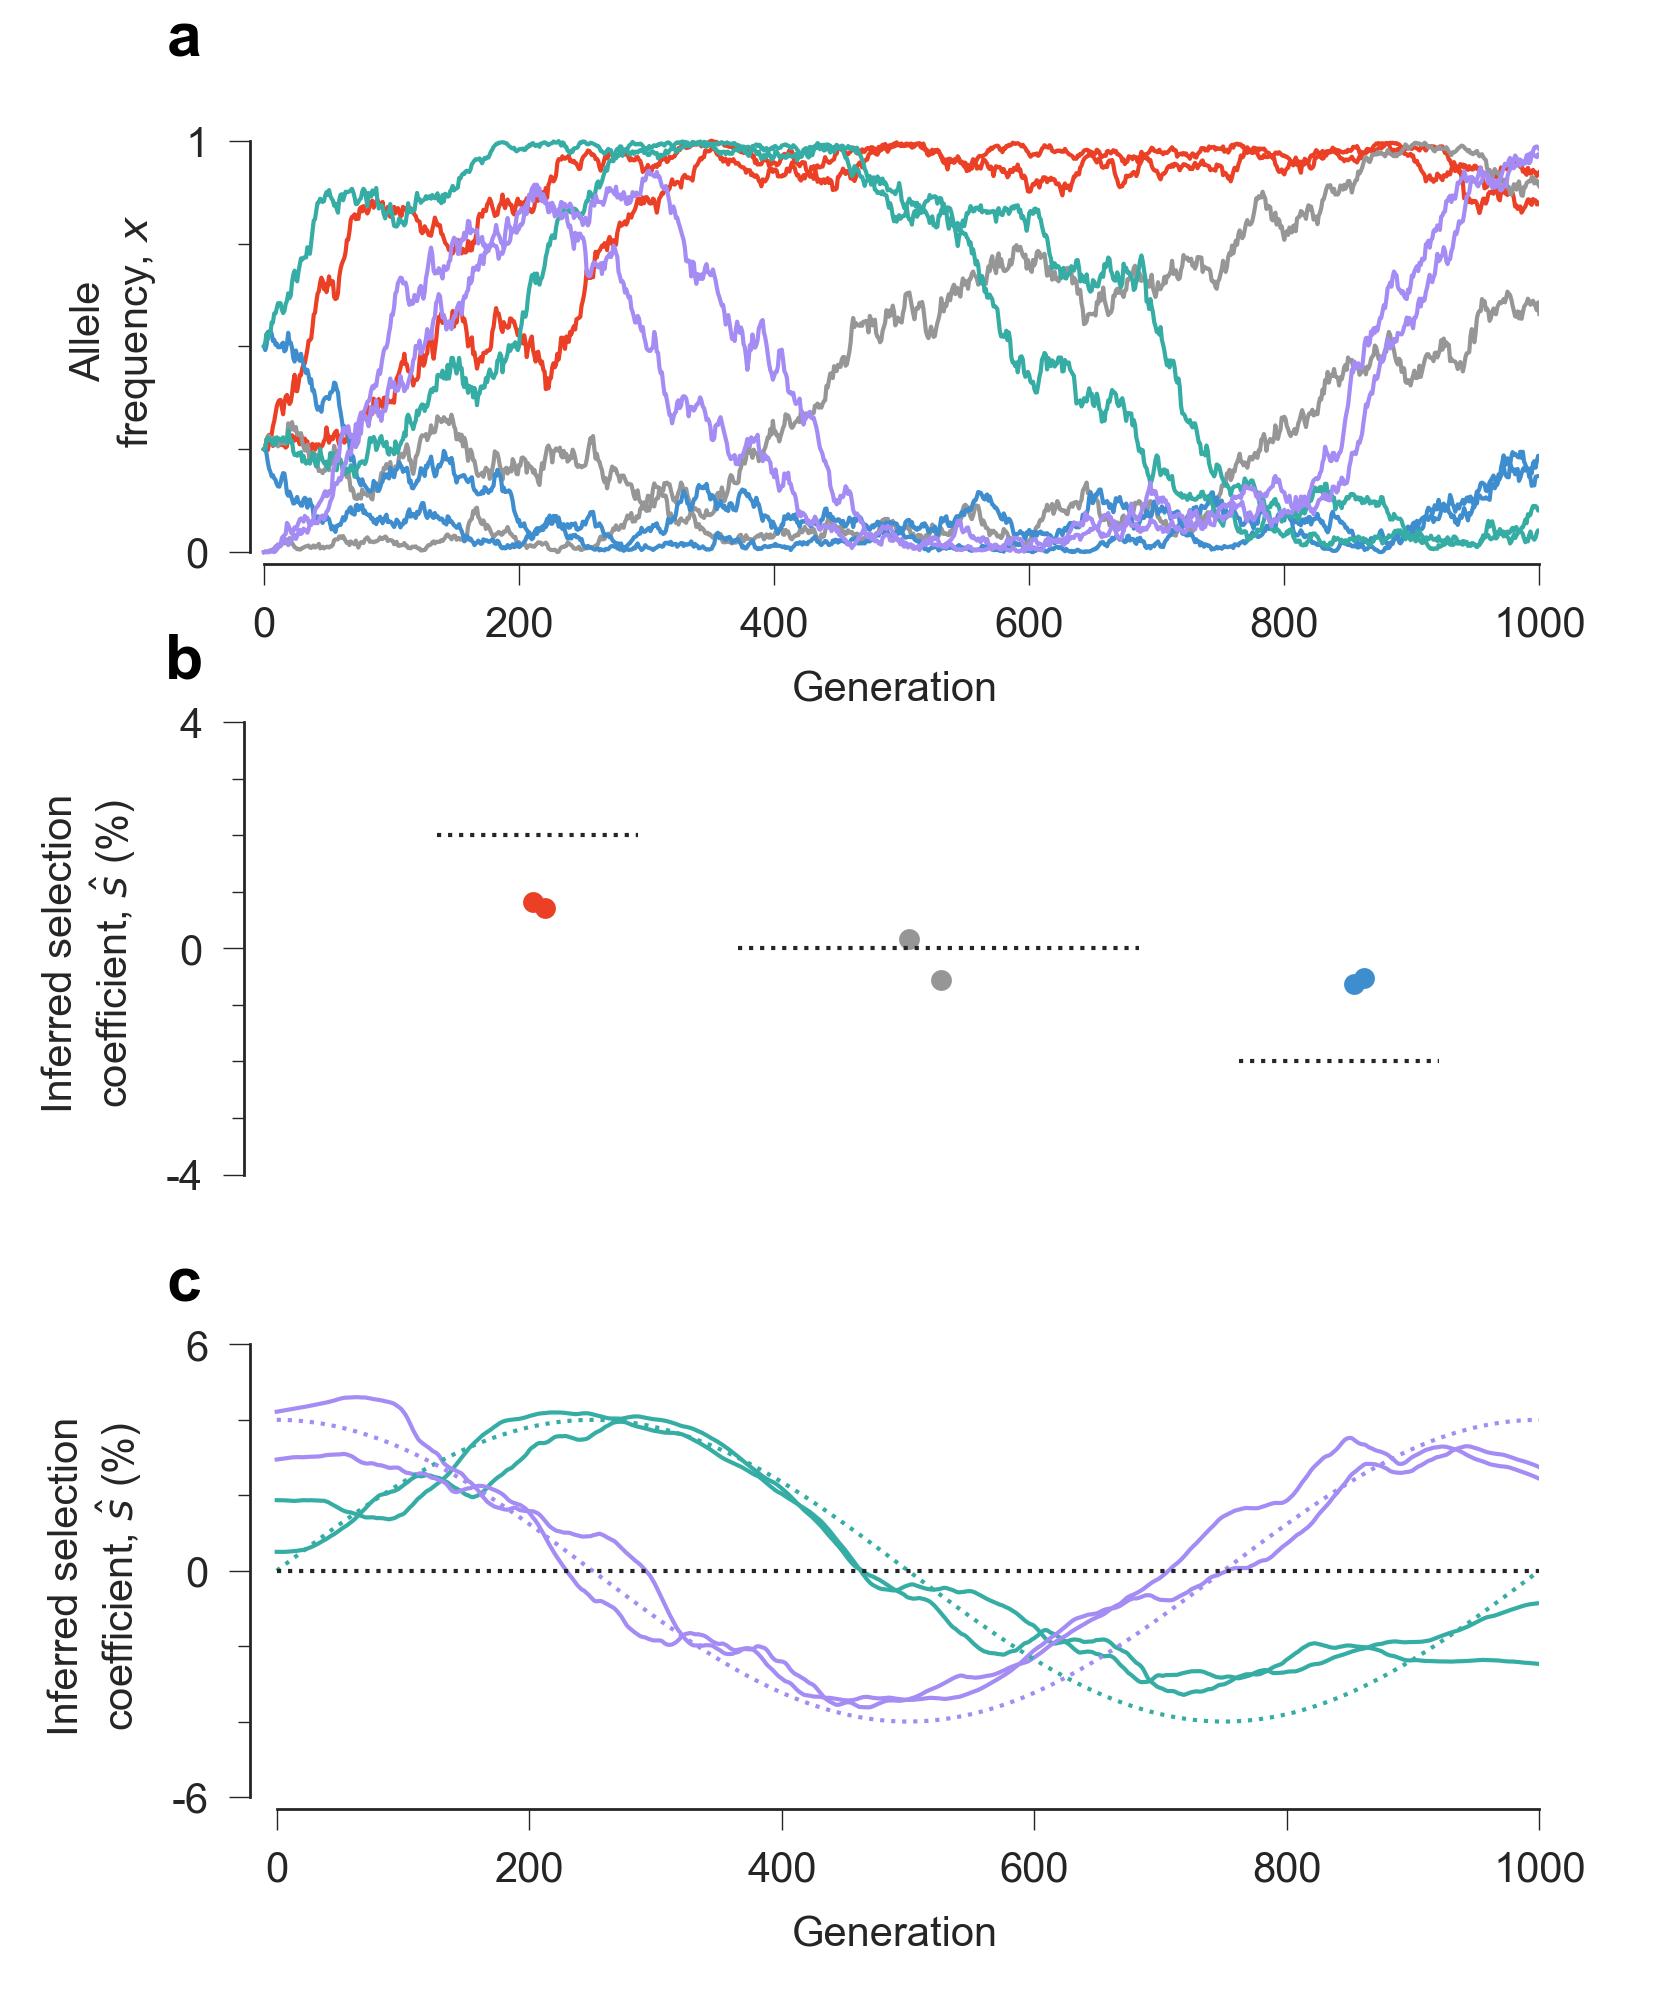 a
Allele
frequency, x
1
0
0 200 400 600 800 1000
Generation
b
Inferred selection
coefficient, ŝ (%)
4
0
-4
c
Inferred selection
coefficient, ŝ (%)
6
0
-6
0 200 400 600 800 1000
Generation